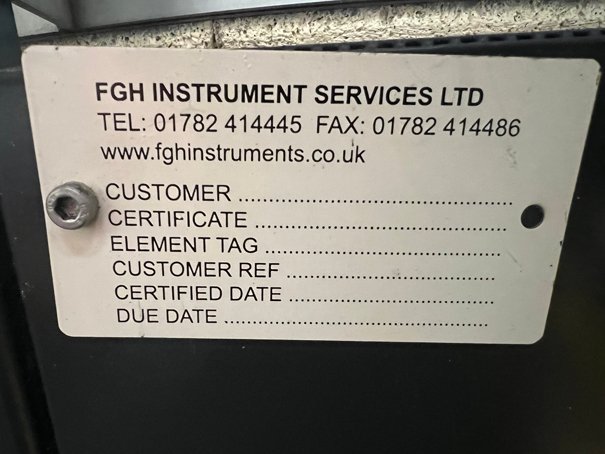 FGH INSTRUMENT SERVICES LTD
TEL: 01782 414445 FAX: 01782 414486
www.fghinstruments.co.uk
CUSTOMER ........................................
CERTIFICATE .....................................
ELEMENT TAG ...................................
CUSTOMER REF ...............................
CERTIFIED DATE ..............................
DUE DATE .......................................